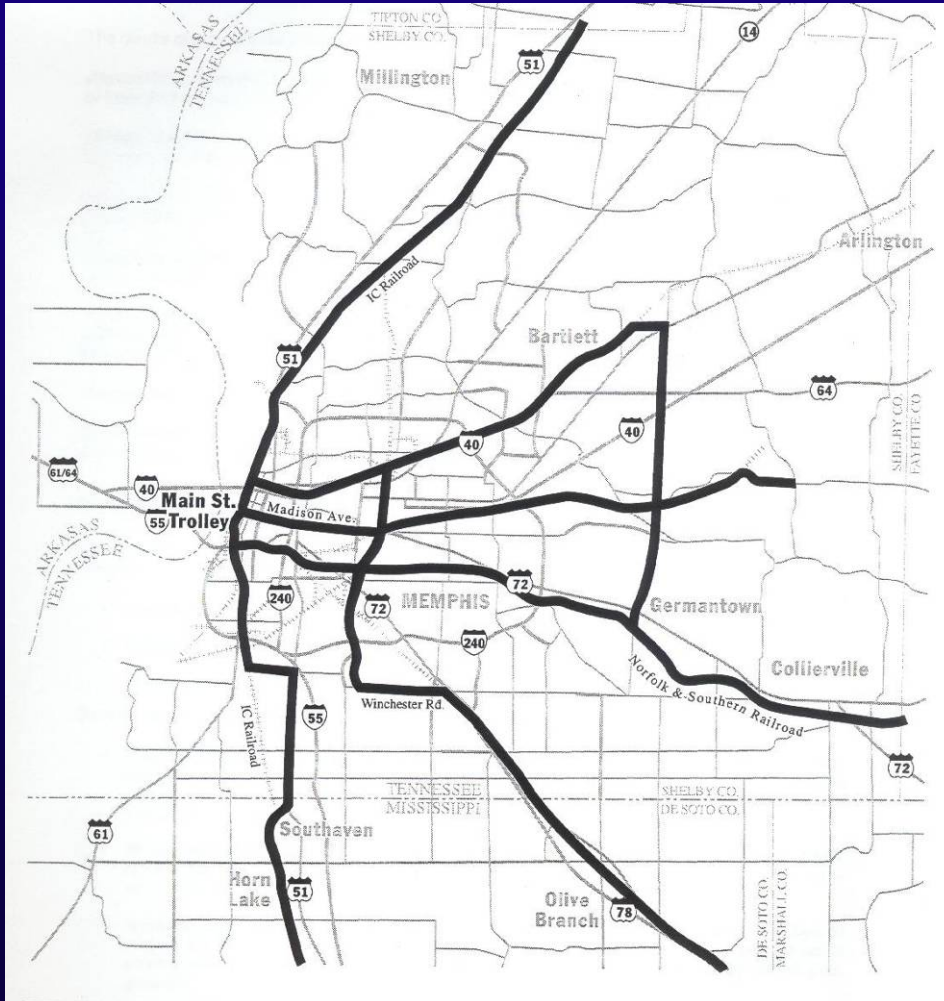 TIPTON CO
SHELBY CO.
14
ARKANSAS
TENNESSEE
51
Millington
Arlington
IC Railroad
Bartlett
51
64
40
40
SHELBY CO.
FAYETTE CO
61/64
40
Main St.
Trolley
Madison Ave.
55
ARKANSAS
TENNESSEE
72
240
72
MEMPHIS
Germantown
240
Collierville
Winchester Rd.
Norfolk & Southern Railroad
IC Railroad
55
72
TENNESSEE
MISSISSIPPI
SHELBY CO.
DE SOTO CO.
61
Southaven
Horn
Lake
51
Olive
Branch
78
DE SOTO CO.
MARSHALL CO.